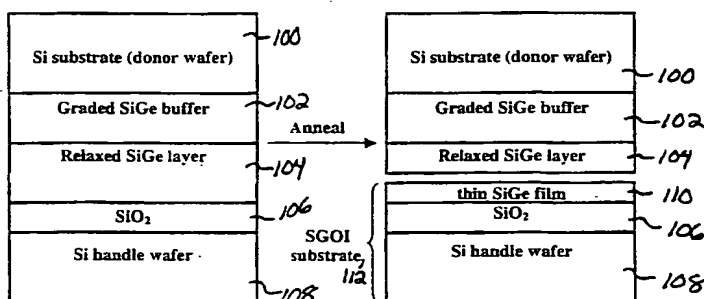 Si substrate (donor wafer)
100
Graded SiGe buffer
102
Relaxed SiGe layer
104
SiO₂
106
Si handle wafer
108
Anneal
Si substrate (donor wafer)
100
Graded SiGe buffer
102
Relaxed SiGe layer
104
thin SiGe film
110
SiO₂
106
SGOI
substrate,
112
Si handle wafer
108